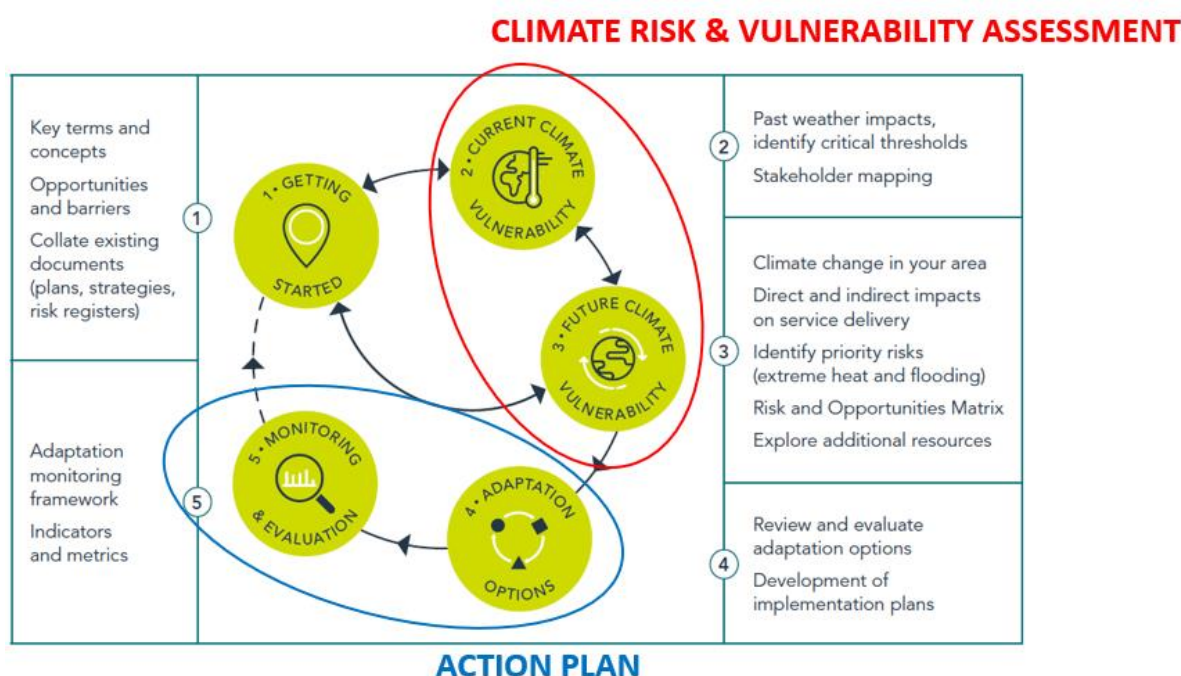 CLIMATE RISK & VULNERABILITY ASSESSMENT
Key terms and
concepts
Opportunities
and barriers
Collate existing
documents
(plans, strategies,
risk registers)
1
Adaptation
monitoring
framework
Indicators
and metrics
5
1 • GETTING
STARTED
2 • CURRENT CLIMATE
VULNERABILITY
3 • FUTURE CLIMATE
VULNERABILITY
4 • ADAPTATION
OPTIONS
5 • MONITORING
& EVALUATION
2
Past weather impacts,
identify critical thresholds
Stakeholder mapping
3
Climate change in your area
Direct and indirect impacts
on service delivery
Identify priority risks
(extreme heat and flooding)
Risk and Opportunities Matrix
Explore additional resources
4
Review and evaluate
adaptation options
Development of
implementation plans
ACTION PLAN